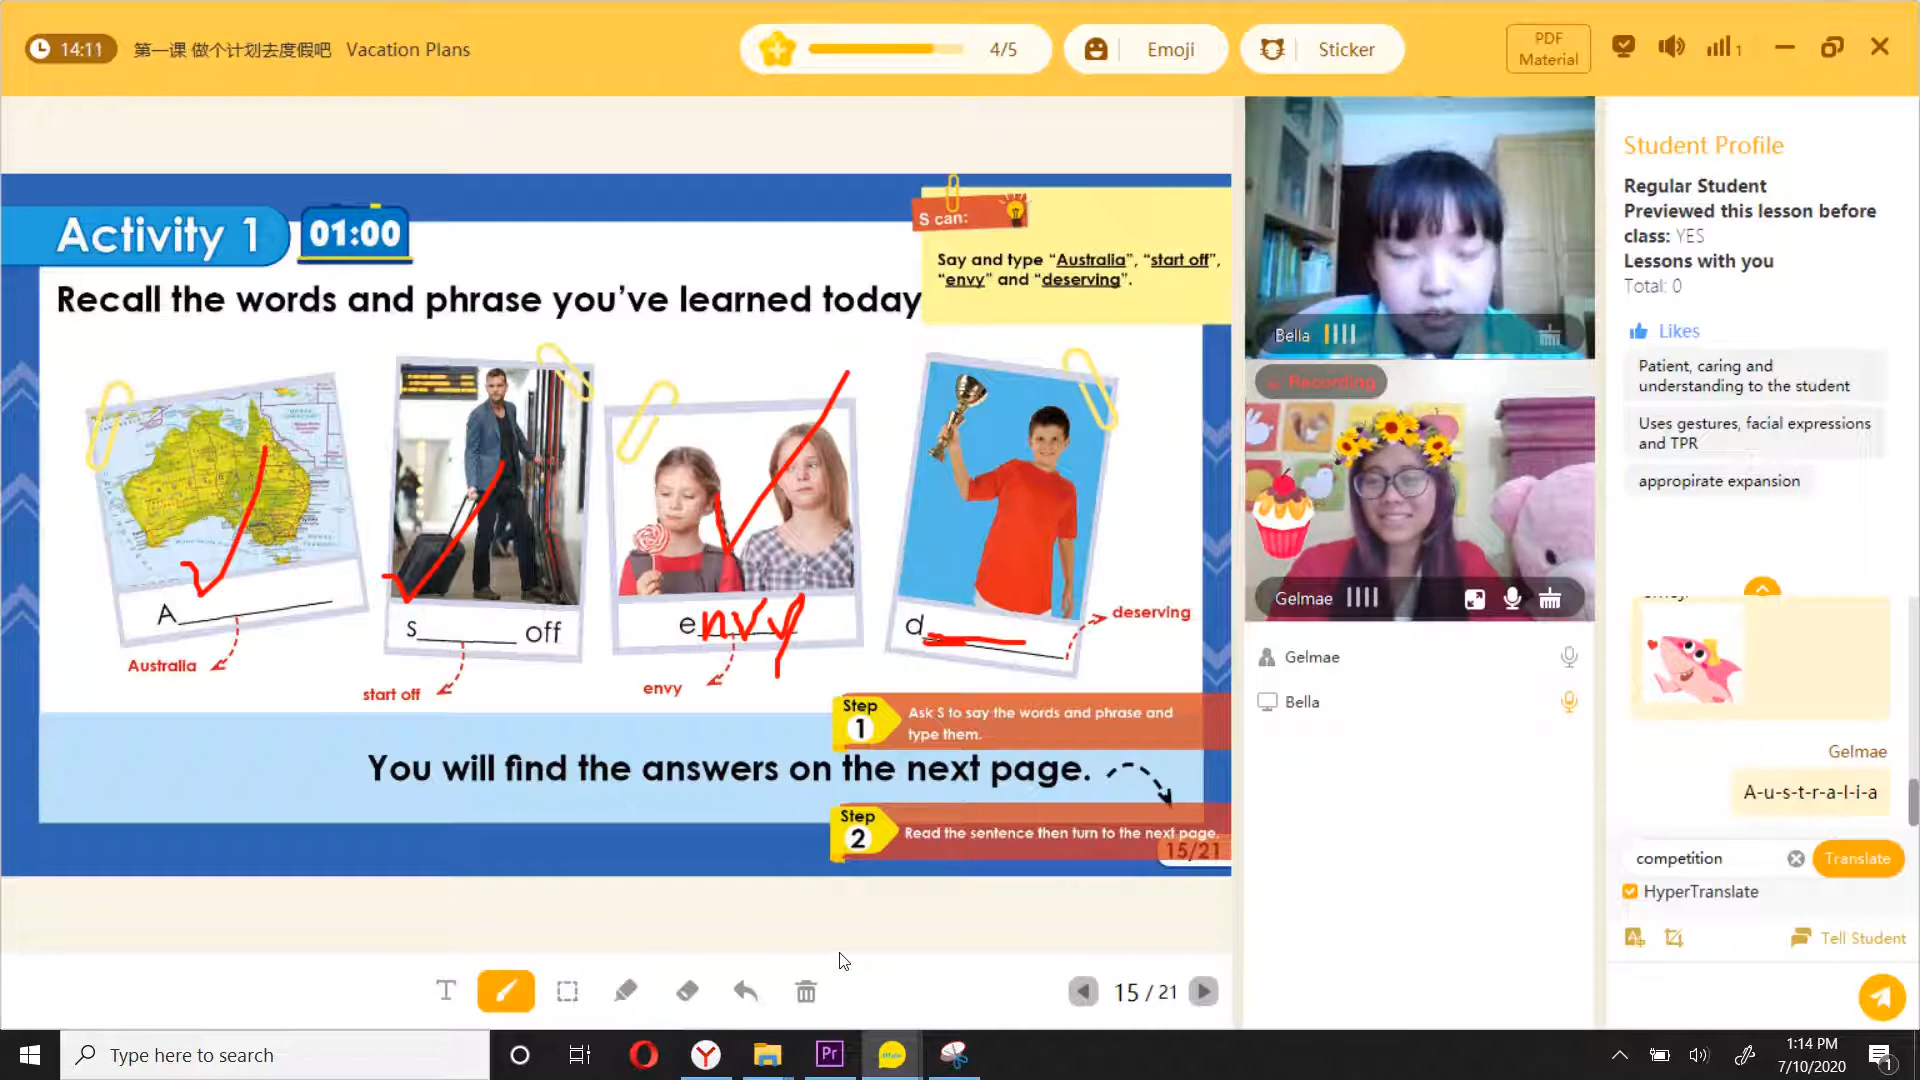 14:11 第一课 做个计划去度假吧 Vacation Plans
4/5
Emoji
Sticker
PDF
Material
1
Activity 1
01:00
S can:
Say and type “Australia”, “start off”,
“envy” and “deserving”.
Recall the words and phrase you’ve learned today
A
Australia
s off
start off
envy
envy
d
deserving
Step
1
Ask S to say the words and phrase and
type them.
You will find the answers on the next page.
Step
2
Read the sentence then turn to the next page.
15/21
Bella
Recording
Gelmae
Gelmae
Bella
Student Profile
Regular Student
Previewed this lesson before
class: YES
Lessons with you
Total: 0
Likes
Patient, caring and
understanding to the student
Uses gestures, facial expressions
and TPR
appropirate expansion
Gelmae
A-u-s-t-r-a-l-i-a
competition
Translate
HyperTranslate
Tell Student
T
15 / 21
Type here to search
Pr
1:14 PM
7/10/2020
1